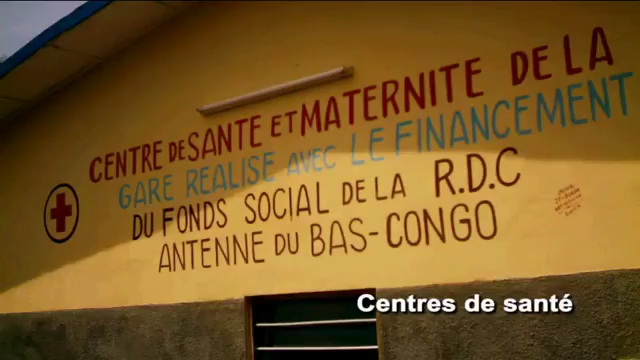 CENTRE DE SANTE ET MATERNITE DE LA
GARE REALISE AVEC LE FINANCEMENT
DU FONDS SOCIAL DE LA R.D.C
ANTENNE DU BAS-CONGO
Centres de santé